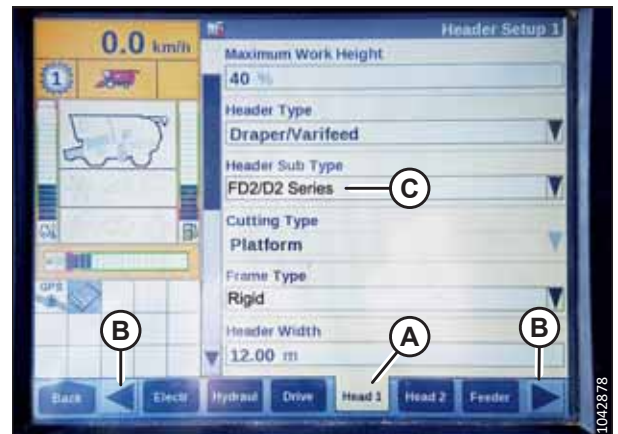 0.0 km/h
Header Setup 1
1
Maximum Work Height
40 %
Header Type
Draper/Varifeed
Header Sub Type
FD2/D2 Series
C
Cutting Type
Platform
Frame Type
Rigid
GPS
Header Width
12.00 m
B
A
B
Back
Electr
Hydraul
Drive
Head 1
Head 2
Feeder
1042878